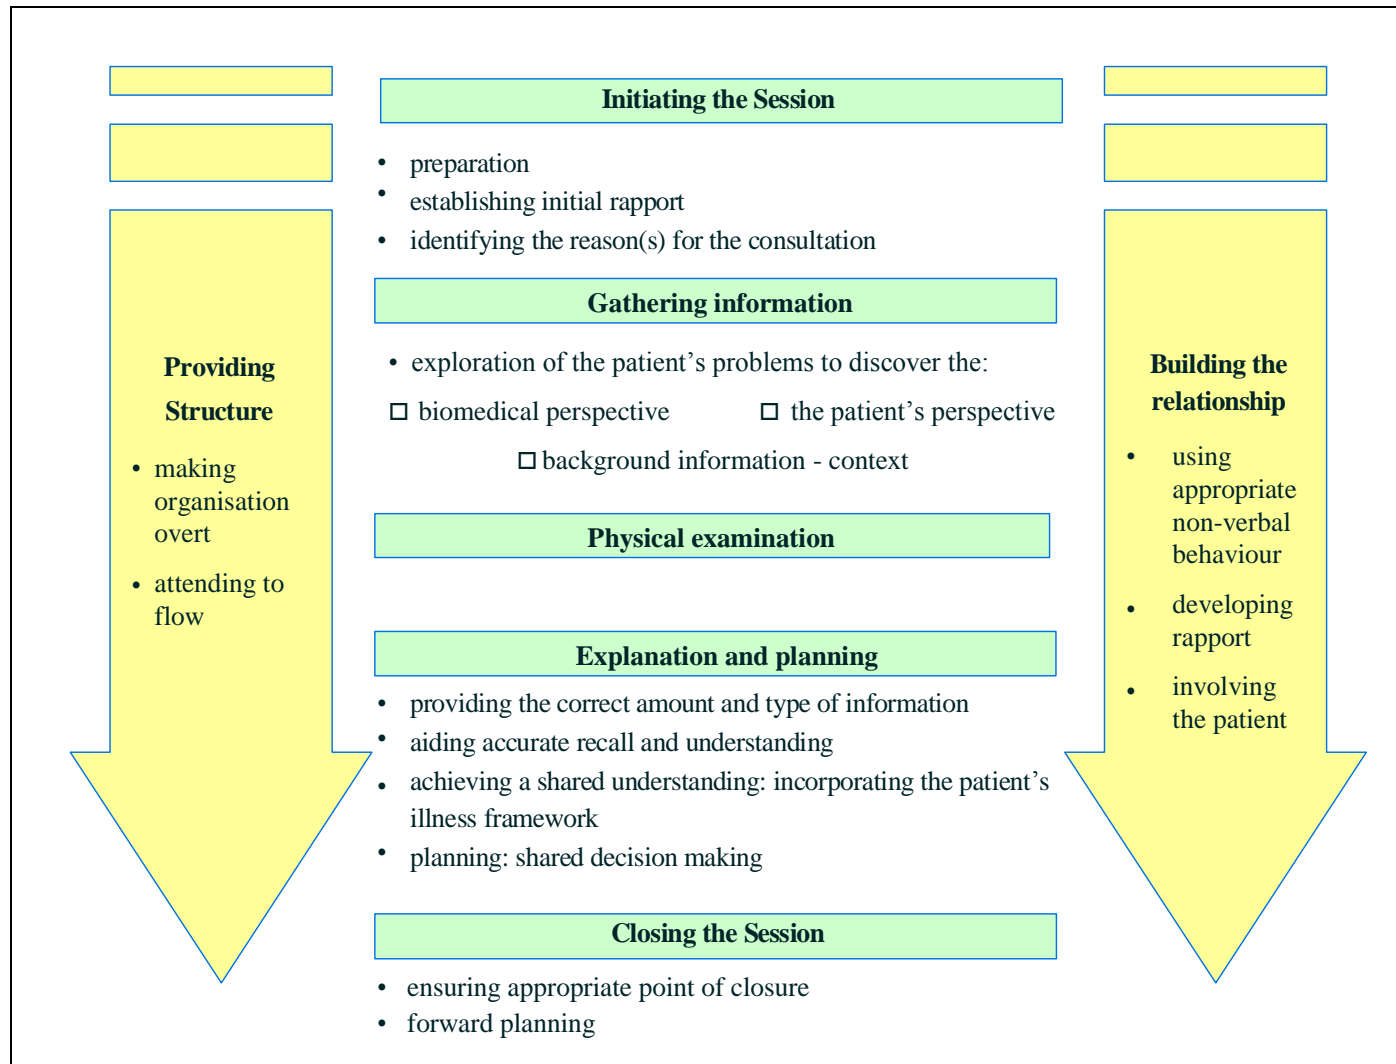 Initiating the Session
• preparation
• establishing initial rapport
• identifying the reason(s) for the consultation
Gathering information
• exploration of the patient’s problems to discover the:
□ biomedical perspective □ the patient’s perspective
□ background information - context
Physical examination
Explanation and planning
• providing the correct amount and type of information
• aiding accurate recall and understanding
• achieving a shared understanding: incorporating the patient’s
illness framework
• planning: shared decision making
Closing the Session
• ensuring appropriate point of closure
• forward planning
Providing
Structure
• making
organisation
overt
• attending to
flow
Building the
relationship
• using
appropriate
non-verbal
behaviour
• developing
rapport
• involving
the patient